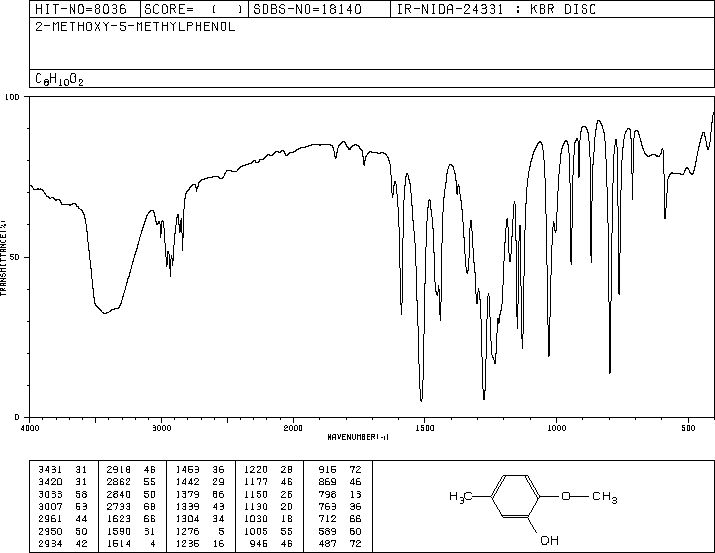 HIT-NO=8036 SCORE= ( ) SDBS-NO=18140 IR-NIDA-24331 : KBR DISC
2-METHOXY-5-METHYLPHENOL
C8H10O2
100
50
0
TRANSMITTANCE(%)
4000 3000 2000 1500 1000 500
WAVENUMBER(-1)
3431 31 2918 46 1463 36 1220 28 916 72
3420 31 2862 55 1442 29 1177 46 869 46
3033 58 2840 50 1379 66 1150 26 798 13
3007 53 2733 68 1339 43 1130 20 763 36
2961 44 1623 66 1304 34 1030 18 712 66
2950 50 1590 31 1276 5 1005 55 589 60
2934 42 1514 4 1236 16 946 46 487 72
H3C
O
CH3
OH